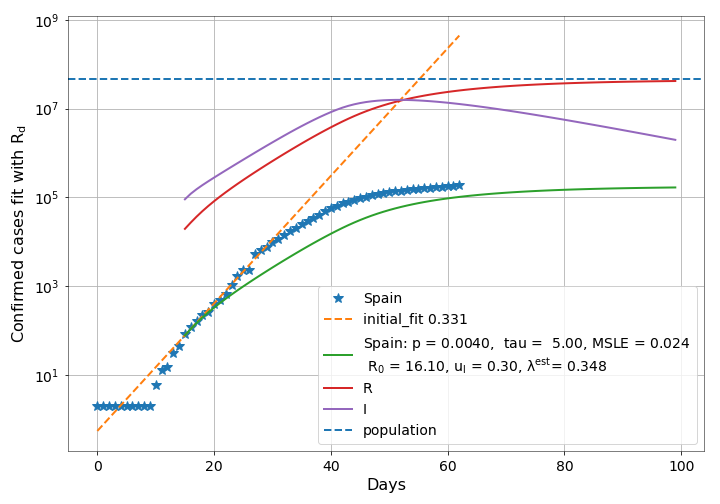 10⁹
10⁷
10⁵
10³
10¹
Confirmed cases fit with R_d
Spain
initial_fit 0.331
Spain: p = 0.0040,  tau =  5.00, MSLE = 0.024
R₀ = 16.10, u_I = 0.30, λ^est= 0.348
R
I
population
0 20 40 60 80 100
Days